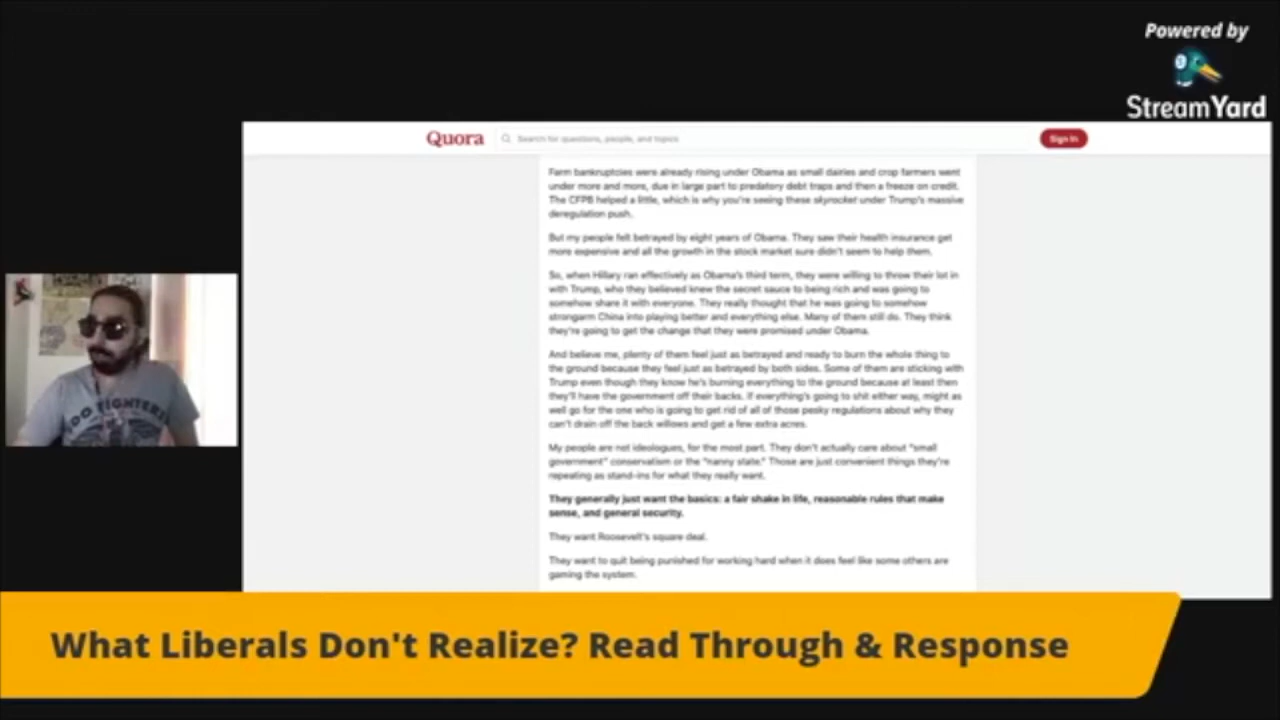 Powered by
StreamYard
Quora
Search for questions, people, and topics
Sign In
Farm bankruptcies were already rising under Obama as small dairies and crop farmers went
under more and more, due in large part to predatory debt traps and then a freeze on credit.
The CFPB helped a little, which is why you're seeing these skyrocket under Trump's massive
deregulation push.
But my people felt betrayed by eight years of Obama. They saw their health insurance get
more expensive and all the growth in the stock market sure didn't seem to help them.
So, when Hillary ran effectively as Obama's third term, they were willing to throw their lot in
with Trump, who they believed knew the secret sauce to being rich and was going to
somehow share it with everyone. They really thought that he was going to somehow
strongarm China into playing better and everything else. Many of them still do. They think
they're going to get the change that they were promised under Obama.
And believe me, plenty of them feel just as betrayed and ready to burn the whole thing to
the ground because they feel just as betrayed by both sides. Some of them are sticking with
Trump even though they know he's burning everything to the ground because at least then
they'll have the government off their backs. If everything's going to shit either way, might as
well go for the one who is going to get rid of all of those pesky regulations about why they
can't drain off the back willows and get a few extra acres.
My people are not ideologues, for the most part. They don't actually care about "small
government" conservatism or the "nanny state." Those are just convenient things they're
repeating as stand-ins for what they really want.
They generally just want the basics: a fair shake in life, reasonable rules that make
sense, and general security.
They want Roosevelt's square deal.
They want to quit being punished for working hard when it does feel like some others are
gaming the system.
OO FIGHTERS
What Liberals Don't Realize? Read Through & Response